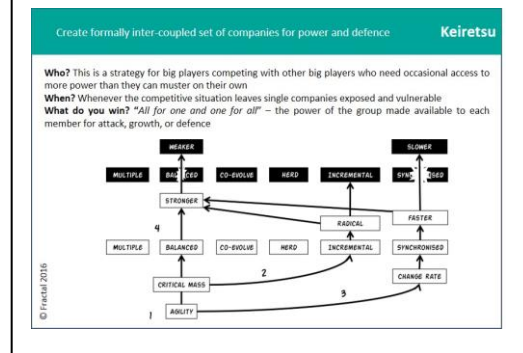 Create formally inter-coupled set of companies for power and defence
Keiretsu
Who? This is a strategy for big players competing with other big players who need occasional access to
more power than they can muster on their own
When? Whenever the competitive situation leaves single companies exposed and vulnerable
What do you win? “All for one and one for all” – the power of the group made available to each
member for attack, growth, or defence
WEAKER SLOWER
MULTIPLE BALANCED CO-EVOLVE HERD INCREMENTAL SYNCHRONISED
STRONGER
RADICAL FASTER
4
MULTIPLE BALANCED CO-EVOLVE HERD INCREMENTAL SYNCHRONISED
2
CRITICAL MASS CHANGE RATE
3
1 AGILITY
© Fractal 2016